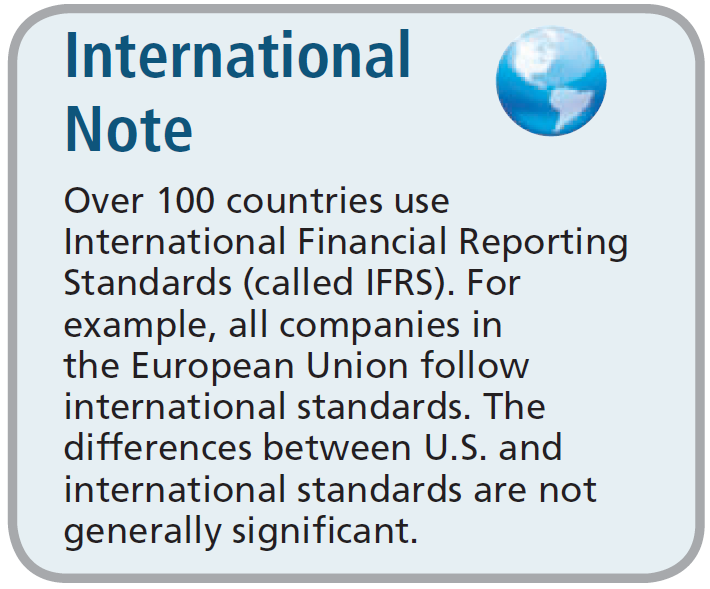 International
Note
Over 100 countries use
International Financial Reporting
Standards (called IFRS). For
example, all companies in
the European Union follow
international standards. The
differences between U.S. and
international standards are not
generally significant.